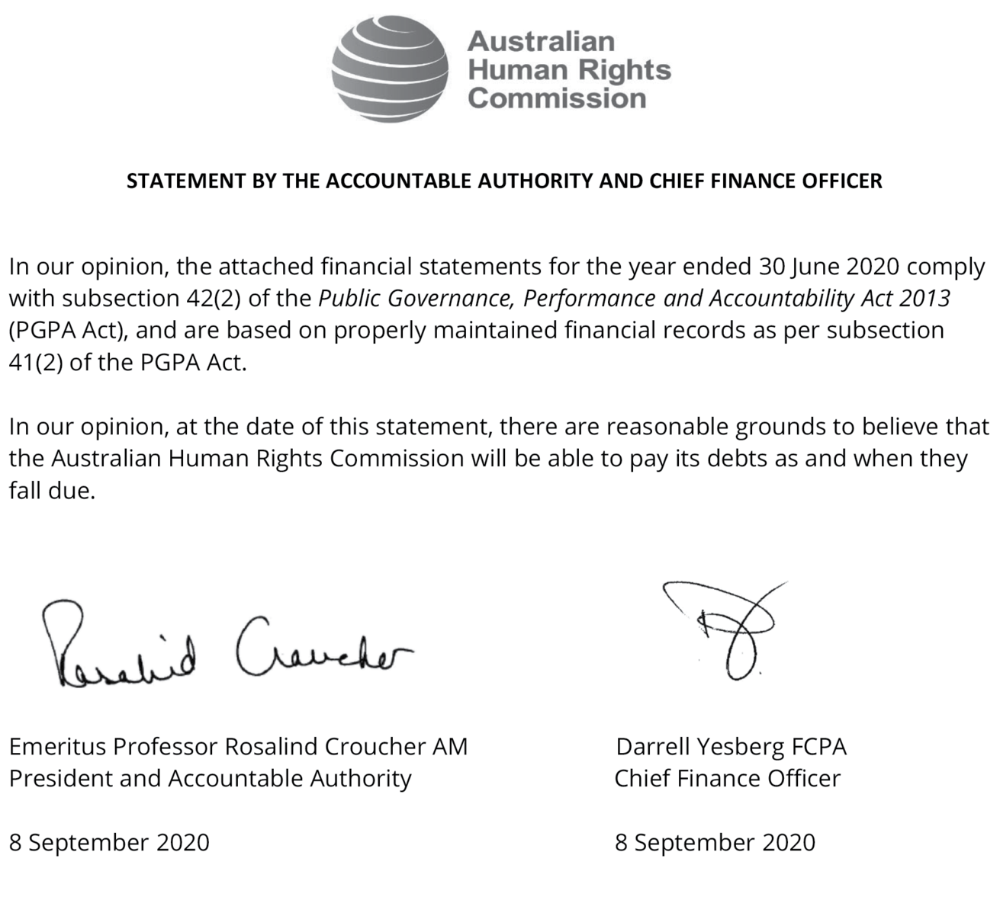 Australian
Human Rights
Commission
STATEMENT BY THE ACCOUNTABLE AUTHORITY AND CHIEF FINANCE OFFICER
In our opinion, the attached financial statements for the year ended 30 June 2020 comply
with subsection 42(2) of the Public Governance, Performance and Accountability Act 2013
(PGPA Act), and are based on properly maintained financial records as per subsection
41(2) of the PGPA Act.
In our opinion, at the date of this statement, there are reasonable grounds to believe that
the Australian Human Rights Commission will be able to pay its debts as and when they
fall due.
Rosalind Croucher
Emeritus Professor Rosalind Croucher AM
President and Accountable Authority
8 September 2020
Darrell Yesberg FCPA
Chief Finance Officer
8 September 2020